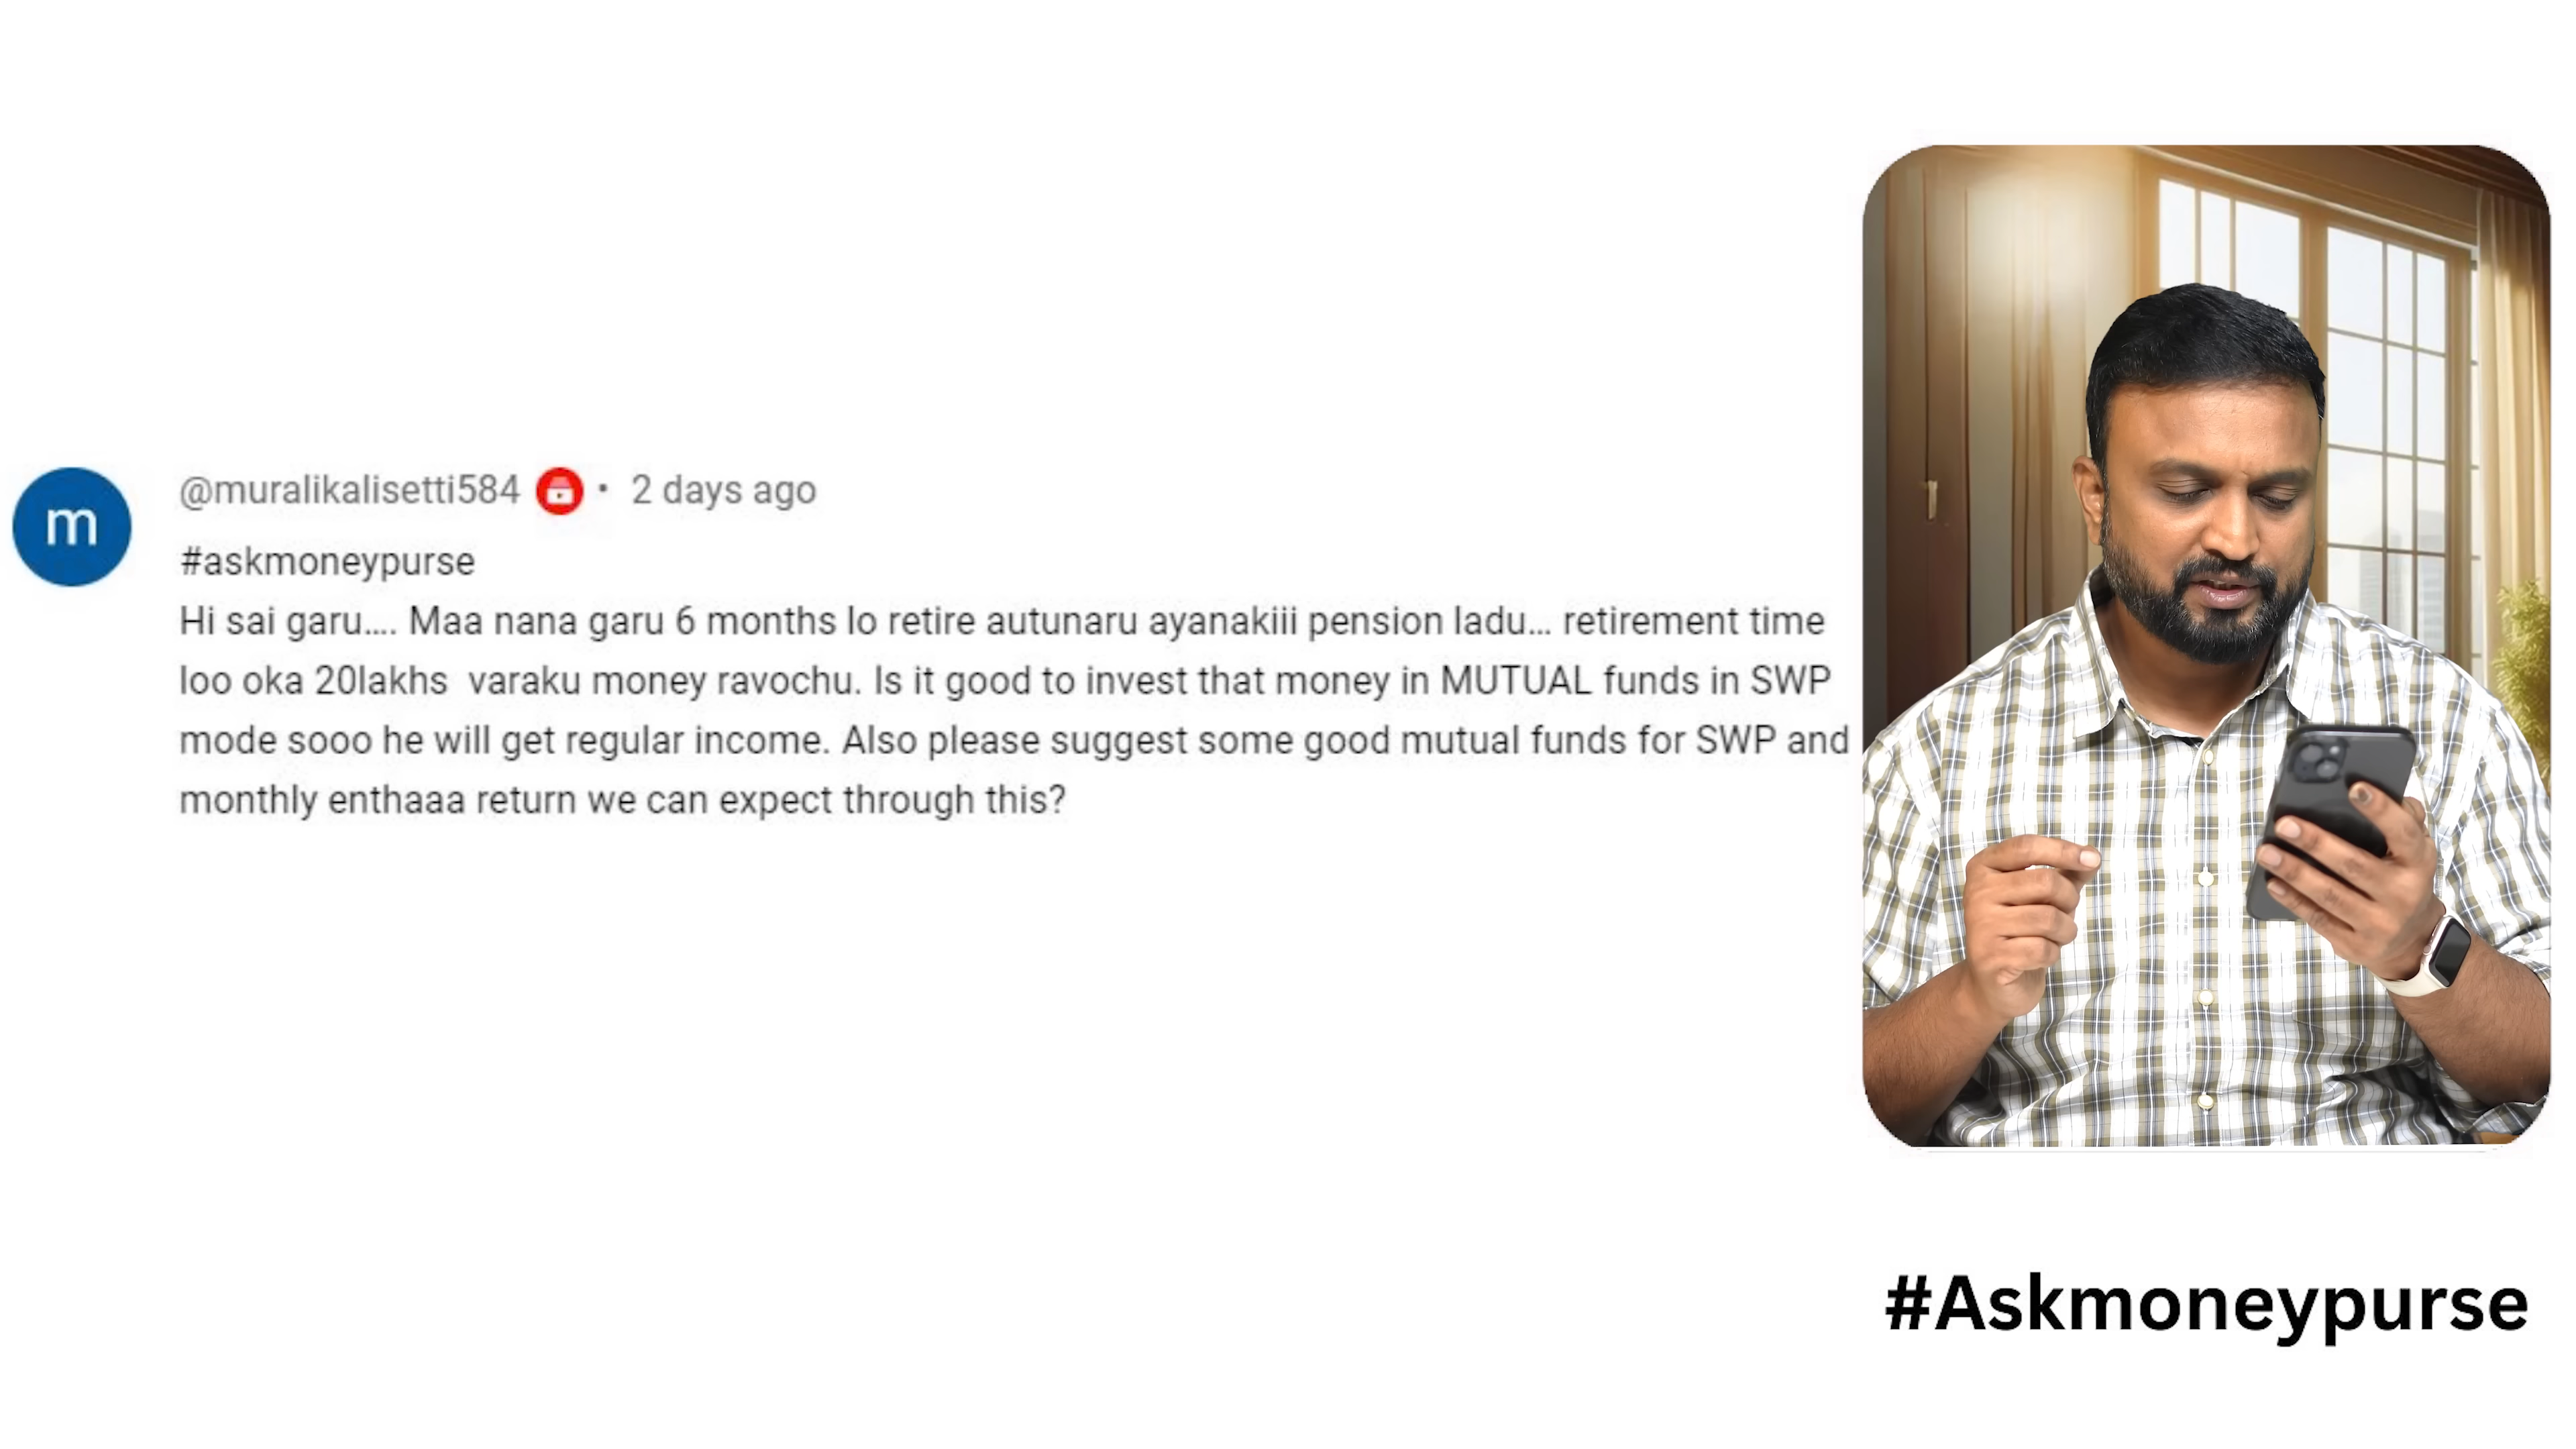 m
@muralikalisetti584 • 2 days ago
#askmoneypurse
Hi sai garu.... Maa nana garu 6 months lo retire autunaru ayanakiii pension ladu... retirement time
loo oka 20lakhs varaku money ravochu. Is it good to invest that money in MUTUAL funds in SWP
mode sooo he will get regular income. Also please suggest some good mutual funds for SWP and
monthly enthaaa return we can expect through this?
#Askmoneypurse